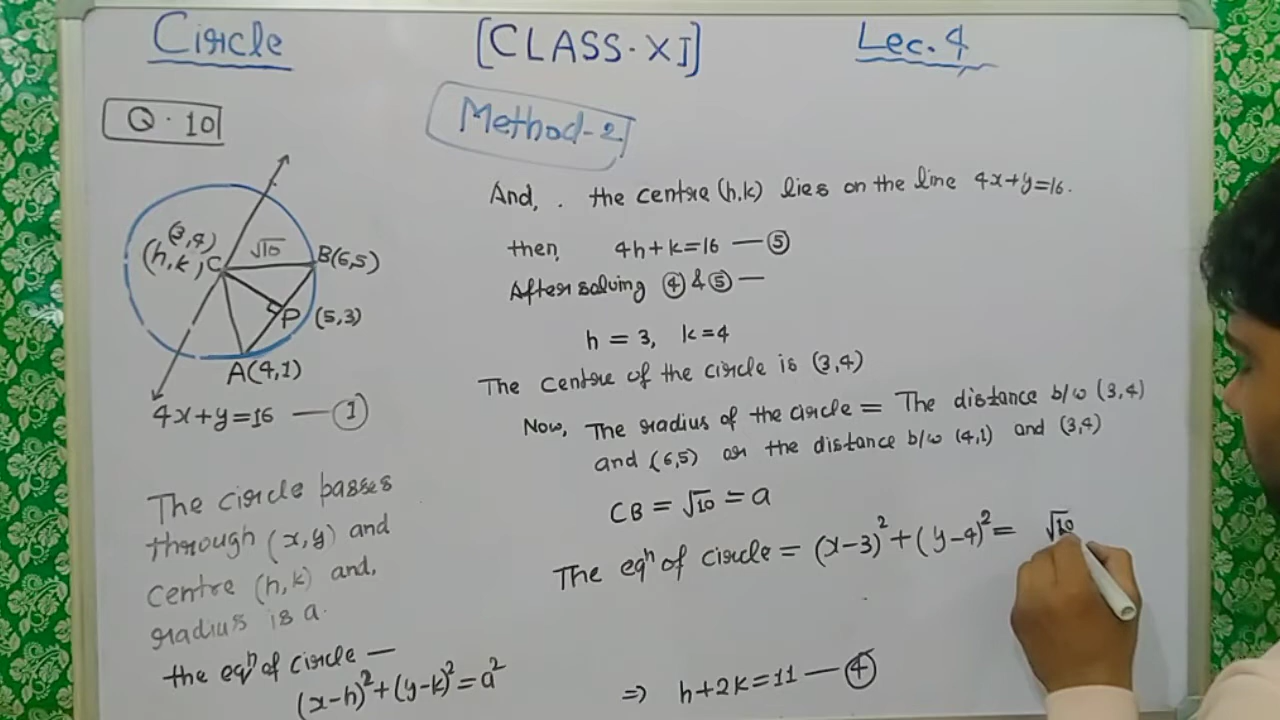 Circle
[CLASS·XI]
Lec.4
Q·10
Method-2
(3,4)
(h,k) C
√10
B(6,5)
P (5,3)
A(4,1)
4x+y=16 — ①
The circle passes
through (x,y) and
centre (h,k) and,
radius is a.
the eqⁿ of circle —
(x-h)²+(y-k)²=a²
And, . the centre (h,k) lies on the line 4x+y=16.
then, 4h+k=16 — ⑤
After solving ④ & ⑤ —
h = 3, k=4
The centre of the circle is (3,4)
Now, The radius of the circle = The distance b/w (3,4)
and (6,5) or the distance b/w (4,1) and (3,4)
CB = √10 = a
The eqⁿ of circle = (x-3)²+(y-4)²= √10
⇒ h+2k=11 — ④